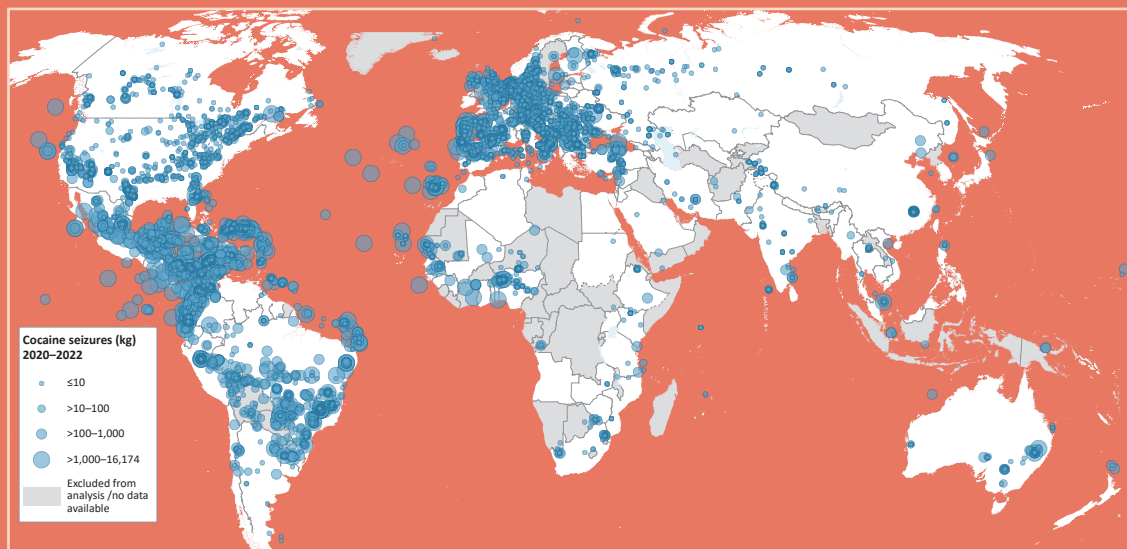 Cocaine seizures (kg)
2020–2022
≤10
>10–100
>100–1,000
>1,000–16,174
Excluded from
analysis /no data
available